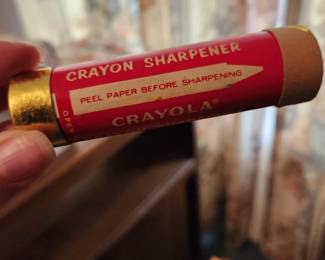 CRAYON SHARPENER
PEEL PAPER BEFORE SHARPENING
CRAYOLA®